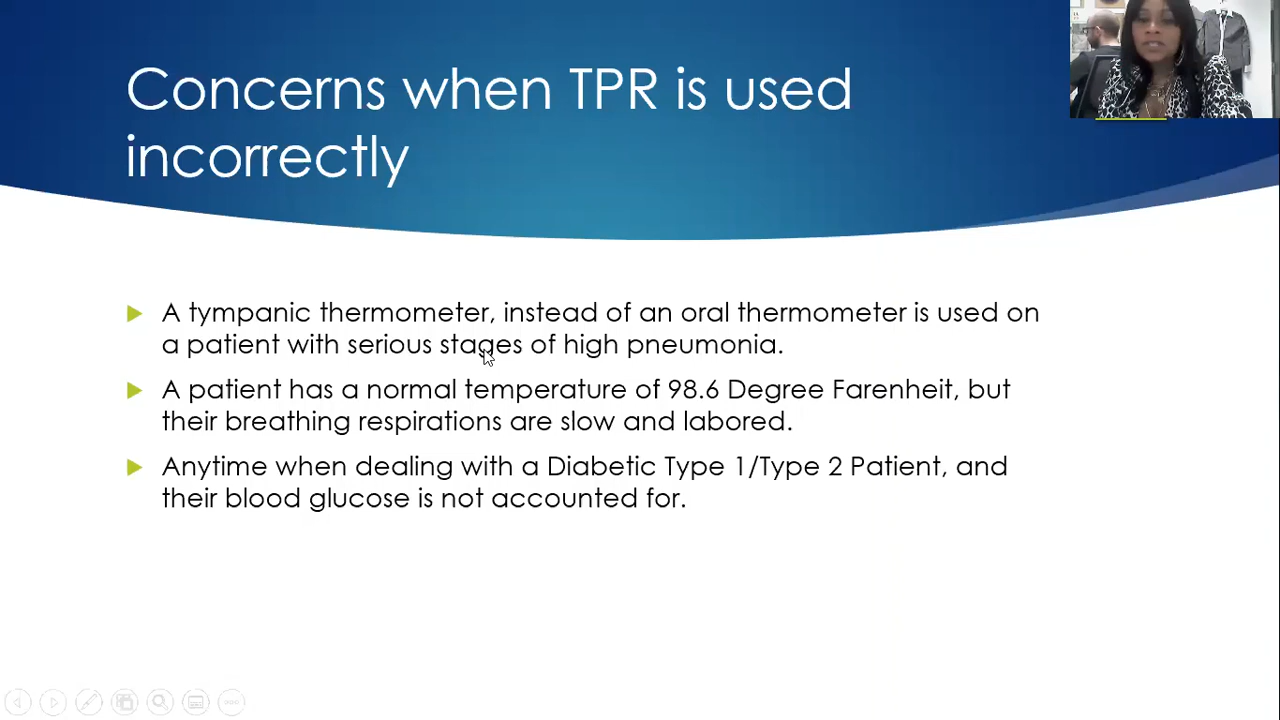 Concerns when TPR is used
incorrectly
A tympanic thermometer, instead of an oral thermometer is used on
a patient with serious stages of high pneumonia.
A patient has a normal temperature of 98.6 Degree Farenheit, but
their breathing respirations are slow and labored.
Anytime when dealing with a Diabetic Type 1/Type 2 Patient, and
their blood glucose is not accounted for.